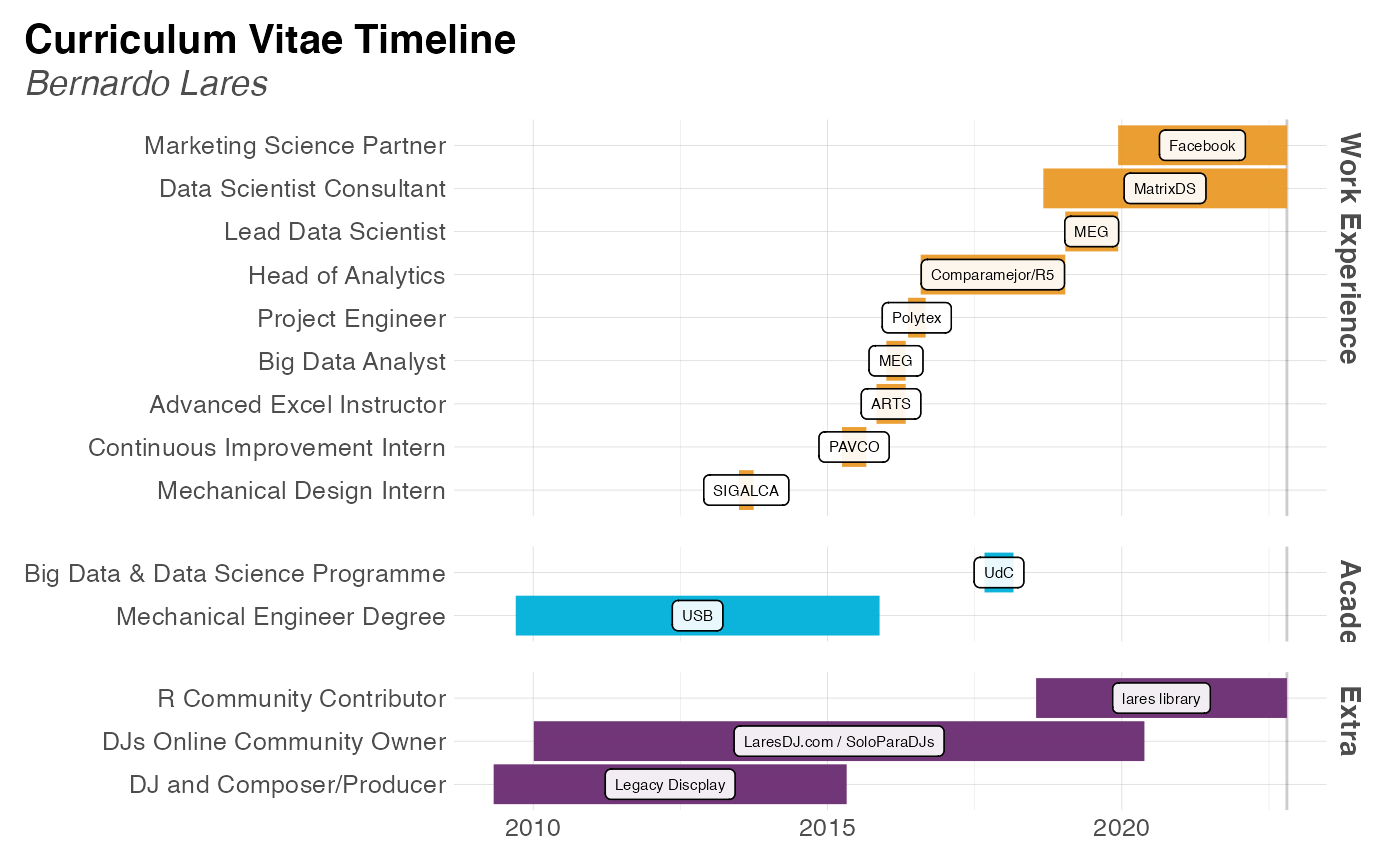 Curriculum Vitae Timeline
Bernardo Lares
Marketing Science Partner
Facebook
Data Scientist Consultant
MatrixDS
Lead Data Scientist
MEG
Head of Analytics
Comparamejor/R5
Project Engineer
Polytex
Big Data Analyst
MEG
Advanced Excel Instructor
ARTS
Continuous Improvement Intern
PAVCO
Mechanical Design Intern
SIGALCA
Work Experience
Big Data & Data Science Programme
UdC
Mechanical Engineer Degree
USB
Acade
R Community Contributor
lares library
DJs Online Community Owner
LaresDJ.com / SoloParaDJs
DJ and Composer/Producer
Legacy Discplay
Extra
2010 2015 2020